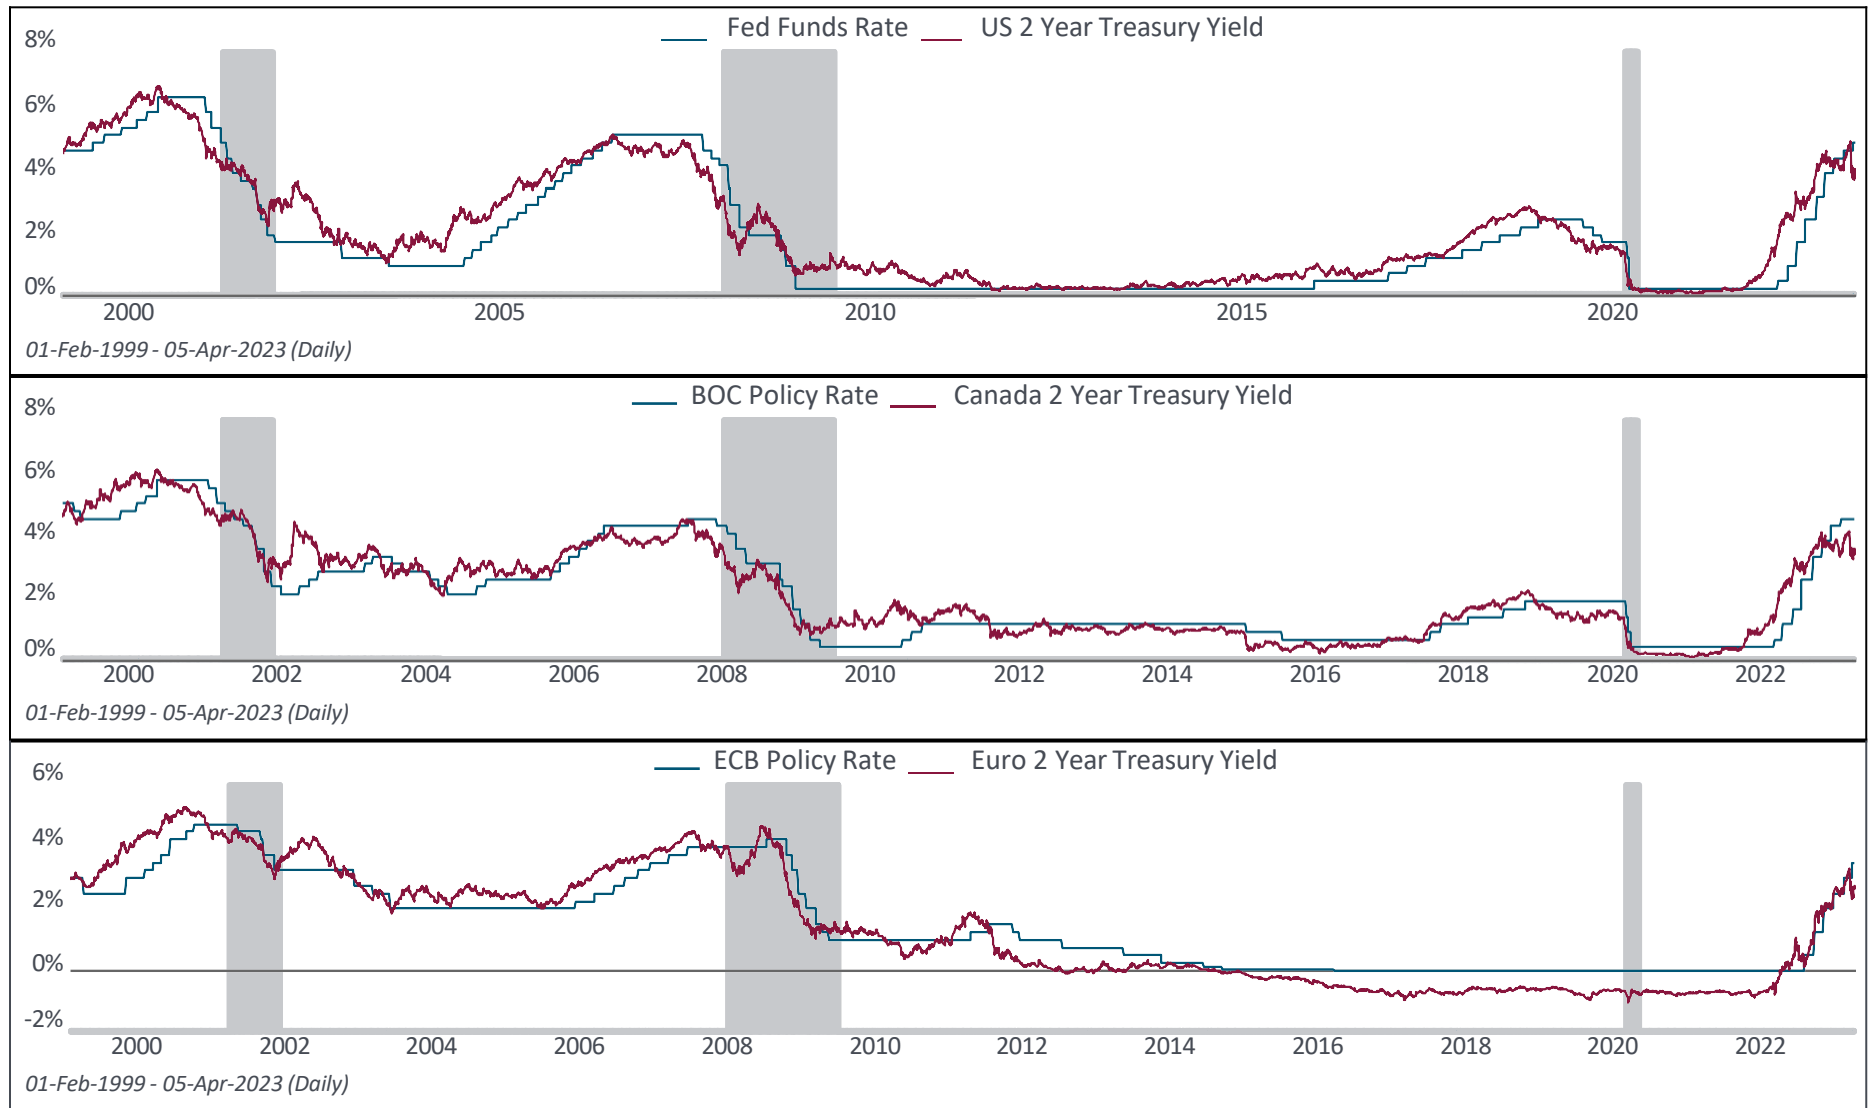 Fed Funds Rate US 2 Year Treasury Yield
8%
6%
4%
2%
0%
2000 2005 2010 2015 2020
01-Feb-1999 - 05-Apr-2023 (Daily)
BOC Policy Rate Canada 2 Year Treasury Yield
8%
6%
4%
2%
0%
2000 2002 2004 2006 2008 2010 2012 2014 2016 2018 2020 2022
01-Feb-1999 - 05-Apr-2023 (Daily)
ECB Policy Rate Euro 2 Year Treasury Yield
6%
4%
2%
0%
-2%
2000 2002 2004 2006 2008 2010 2012 2014 2016 2018 2020 2022
01-Feb-1999 - 05-Apr-2023 (Daily)